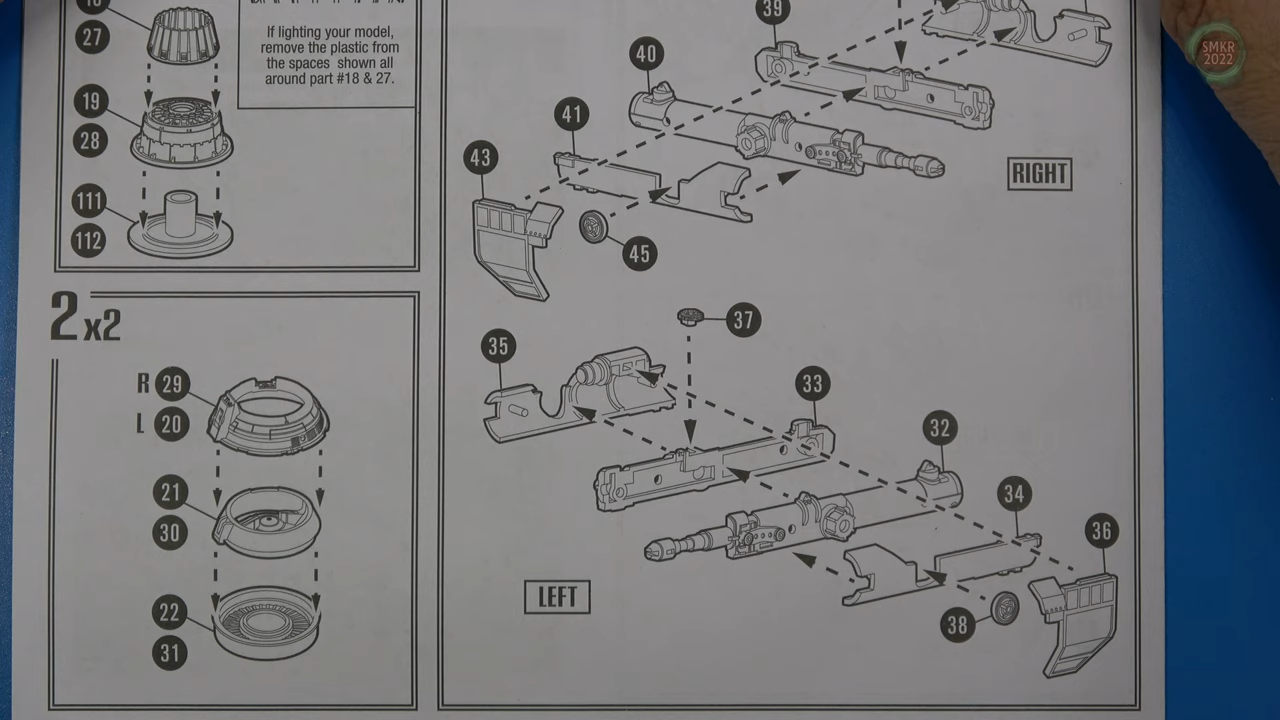 27
If lighting your model,
remove the plastic from
the spaces shown all
around part #18 & 27.
19
28
111
112
2 x2
R 29
L 20
21
30
22
31
39
40
41
43
45
RIGHT
37
35
33
32
34
36
38
LEFT
SMKR
2022